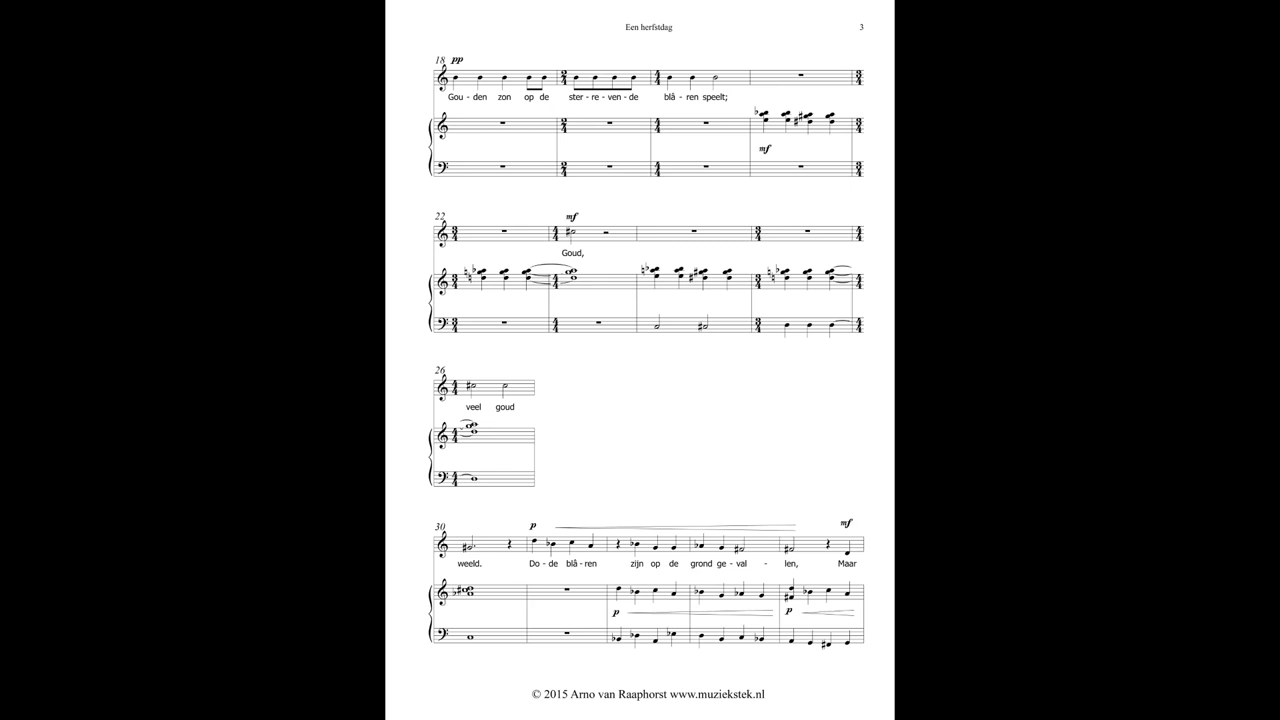 Een herfstdag 3
18 pp
Gou - den zon op de ster - re - ven - de blâ - ren speelt;
mf
22 mf
Goud,
26
veel goud
30 p mf
weeld. Do - de blâ - ren zijn op de grond ge - val - len, Maar
p p
© 2015 Arno van Raaphorst www.muziekstek.nl